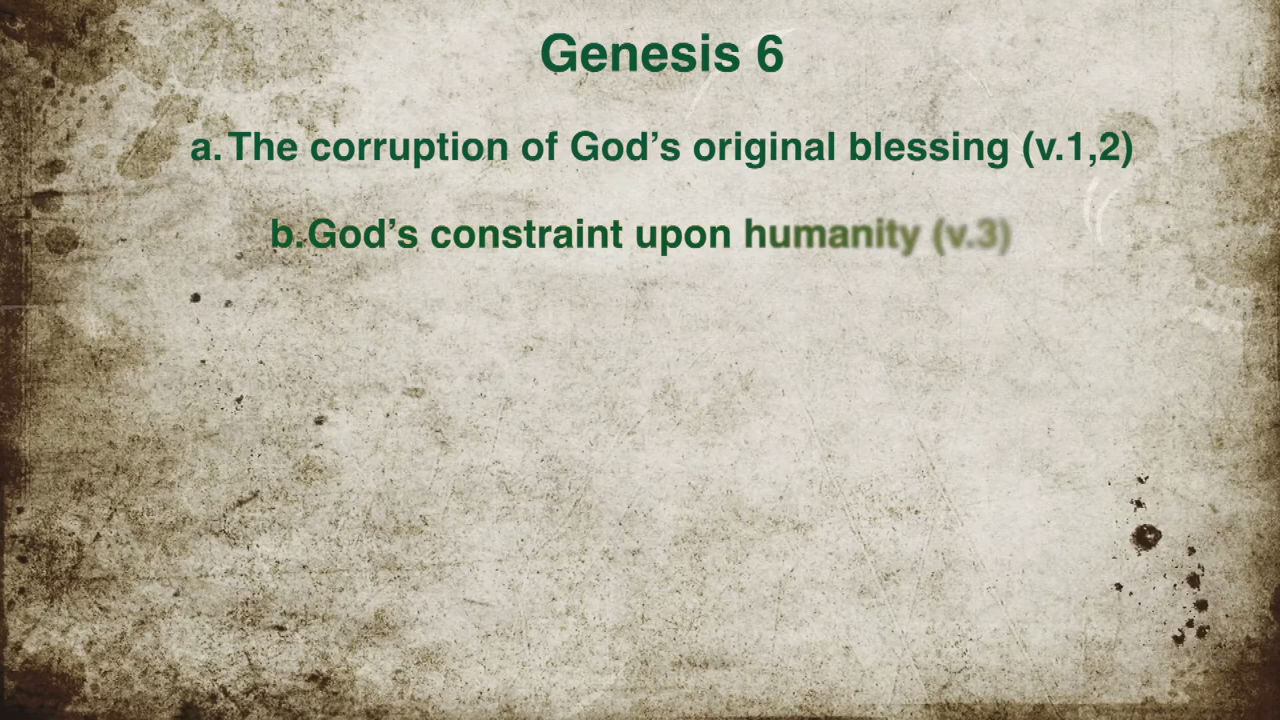 Genesis 6
a. The corruption of God’s original blessing (v.1,2)
b.God’s constraint upon humanity (v.3)